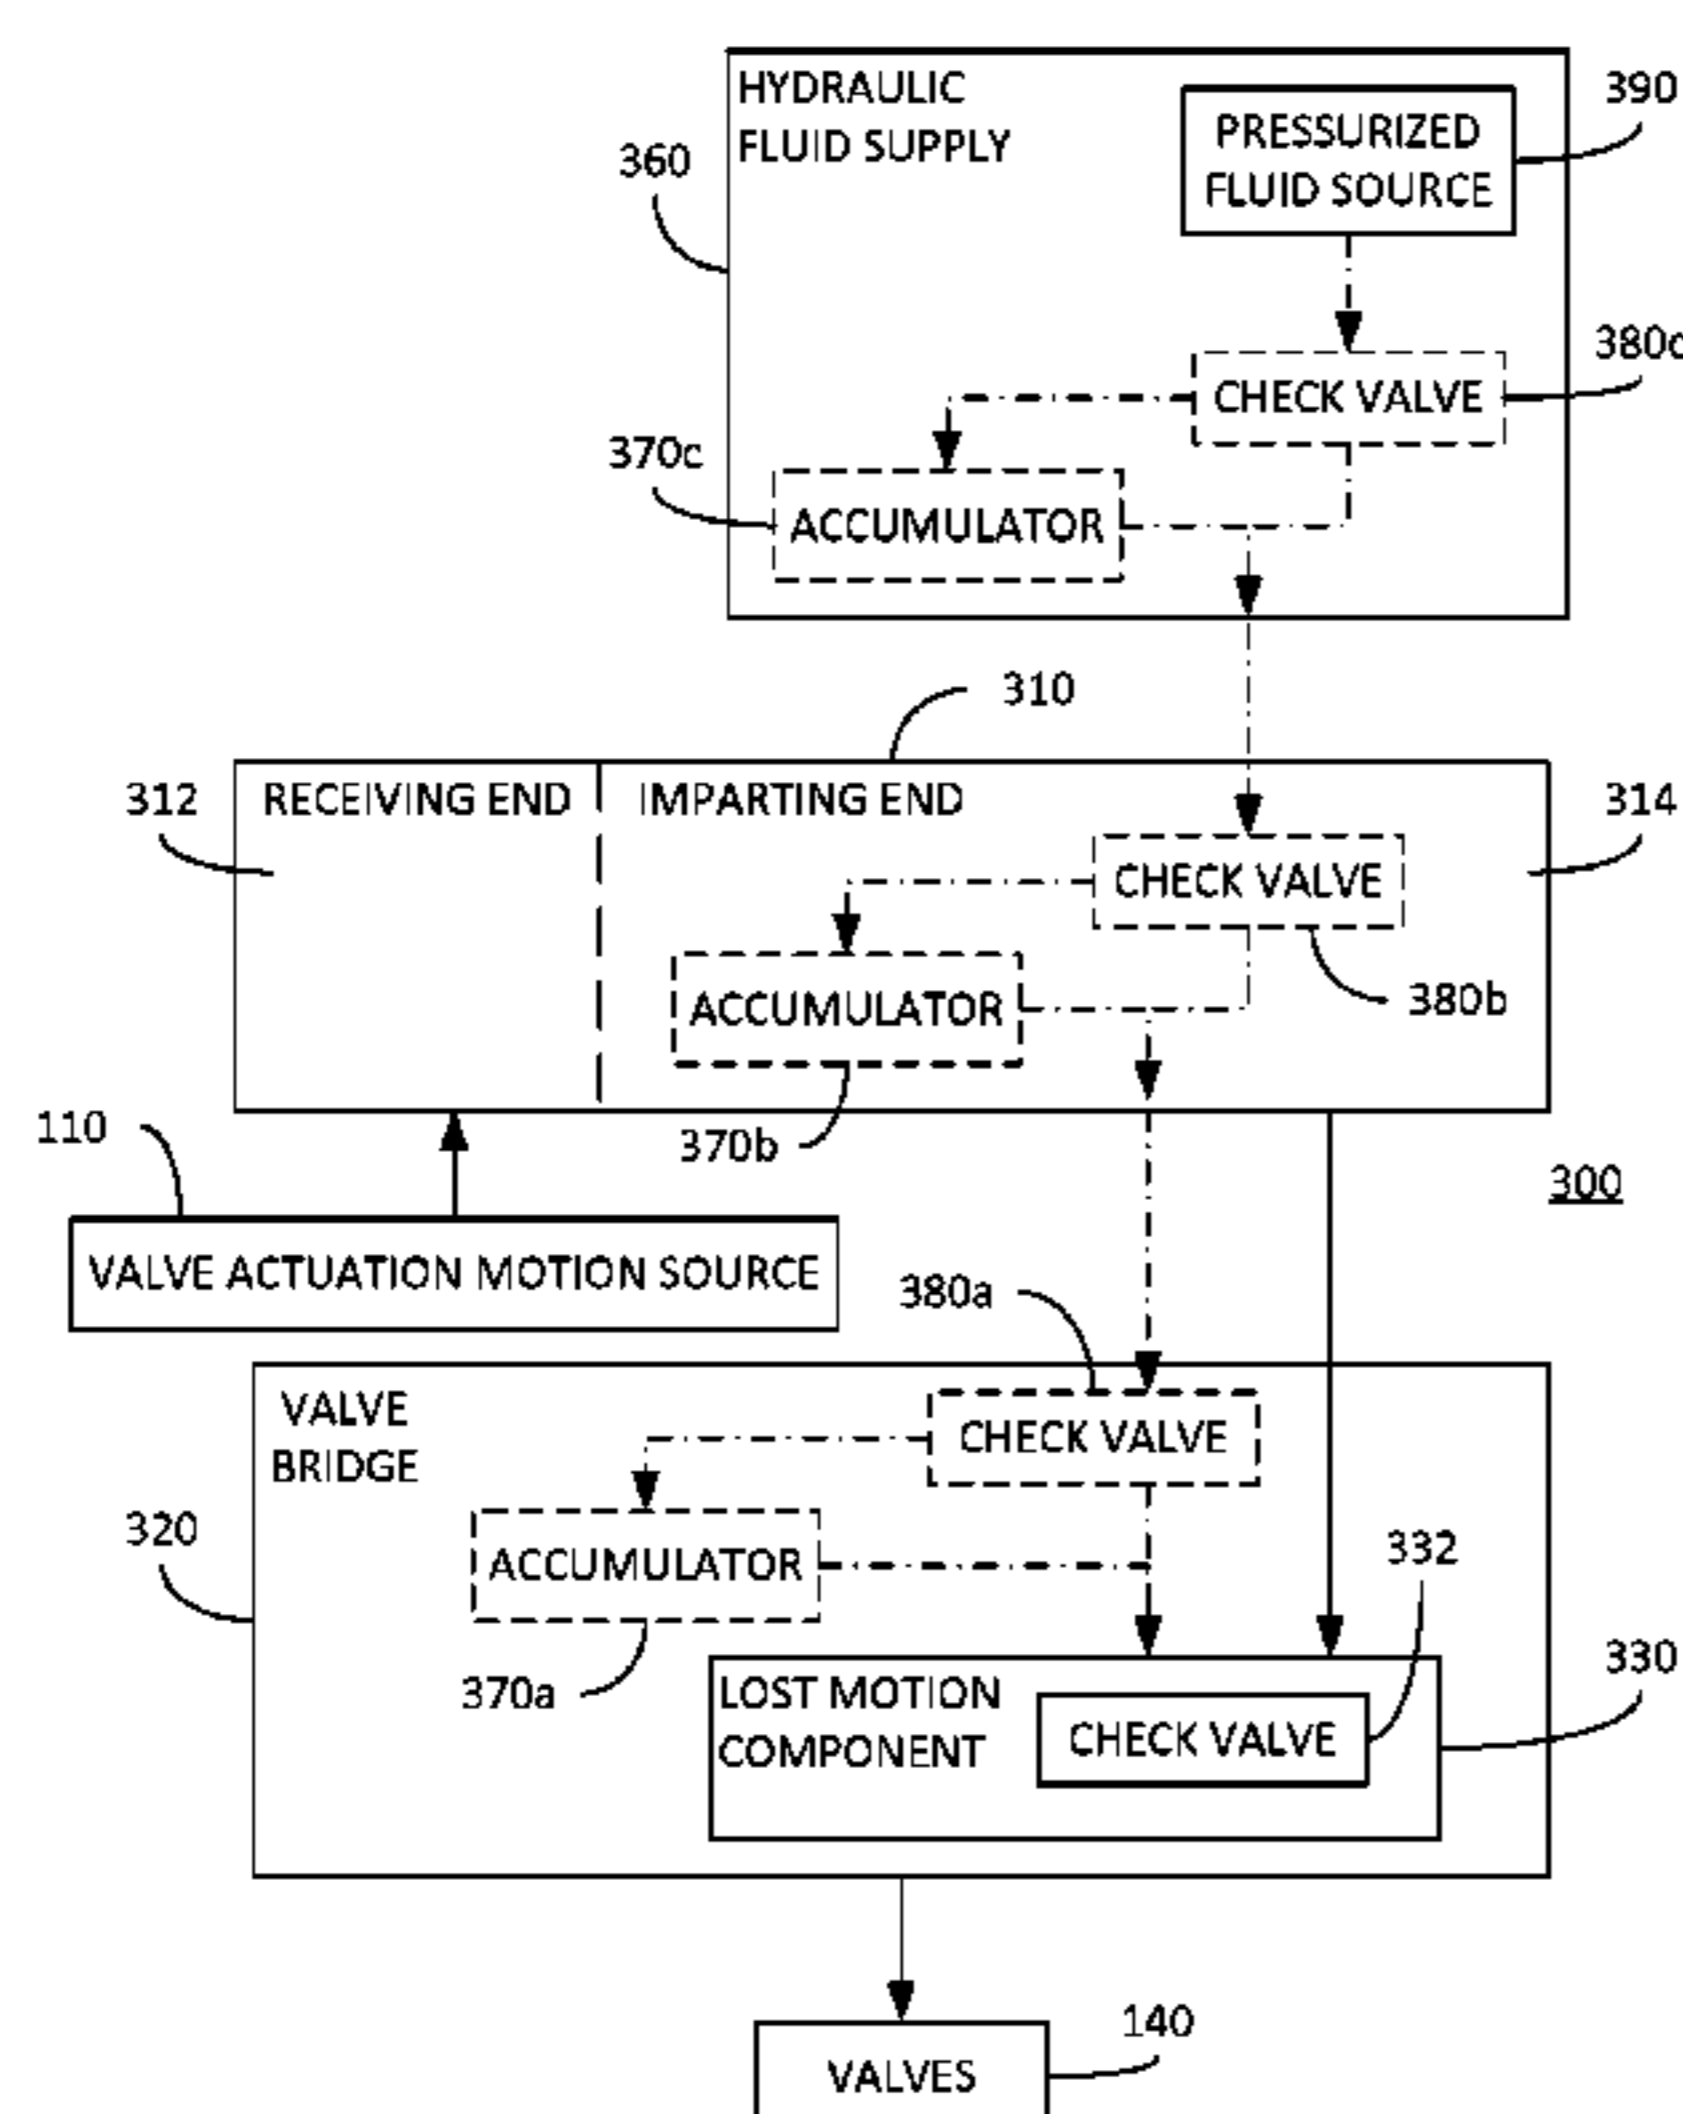 HYDRAULIC
FLUID SUPPLY
390
PRESSURIZED
FLUID SOURCE
360
380c
CHECK VALVE
370c
ACCUMULATOR
310
312
RECEIVING END
IMPARTING END
314
CHECK VALVE
380b
ACCUMULATOR
370b
110
300
VALVE ACTUATION MOTION SOURCE
380a
VALVE
BRIDGE
CHECK VALVE
320
332
ACCUMULATOR
370a
330
LOST MOTION
COMPONENT
CHECK VALVE
140
VALVES